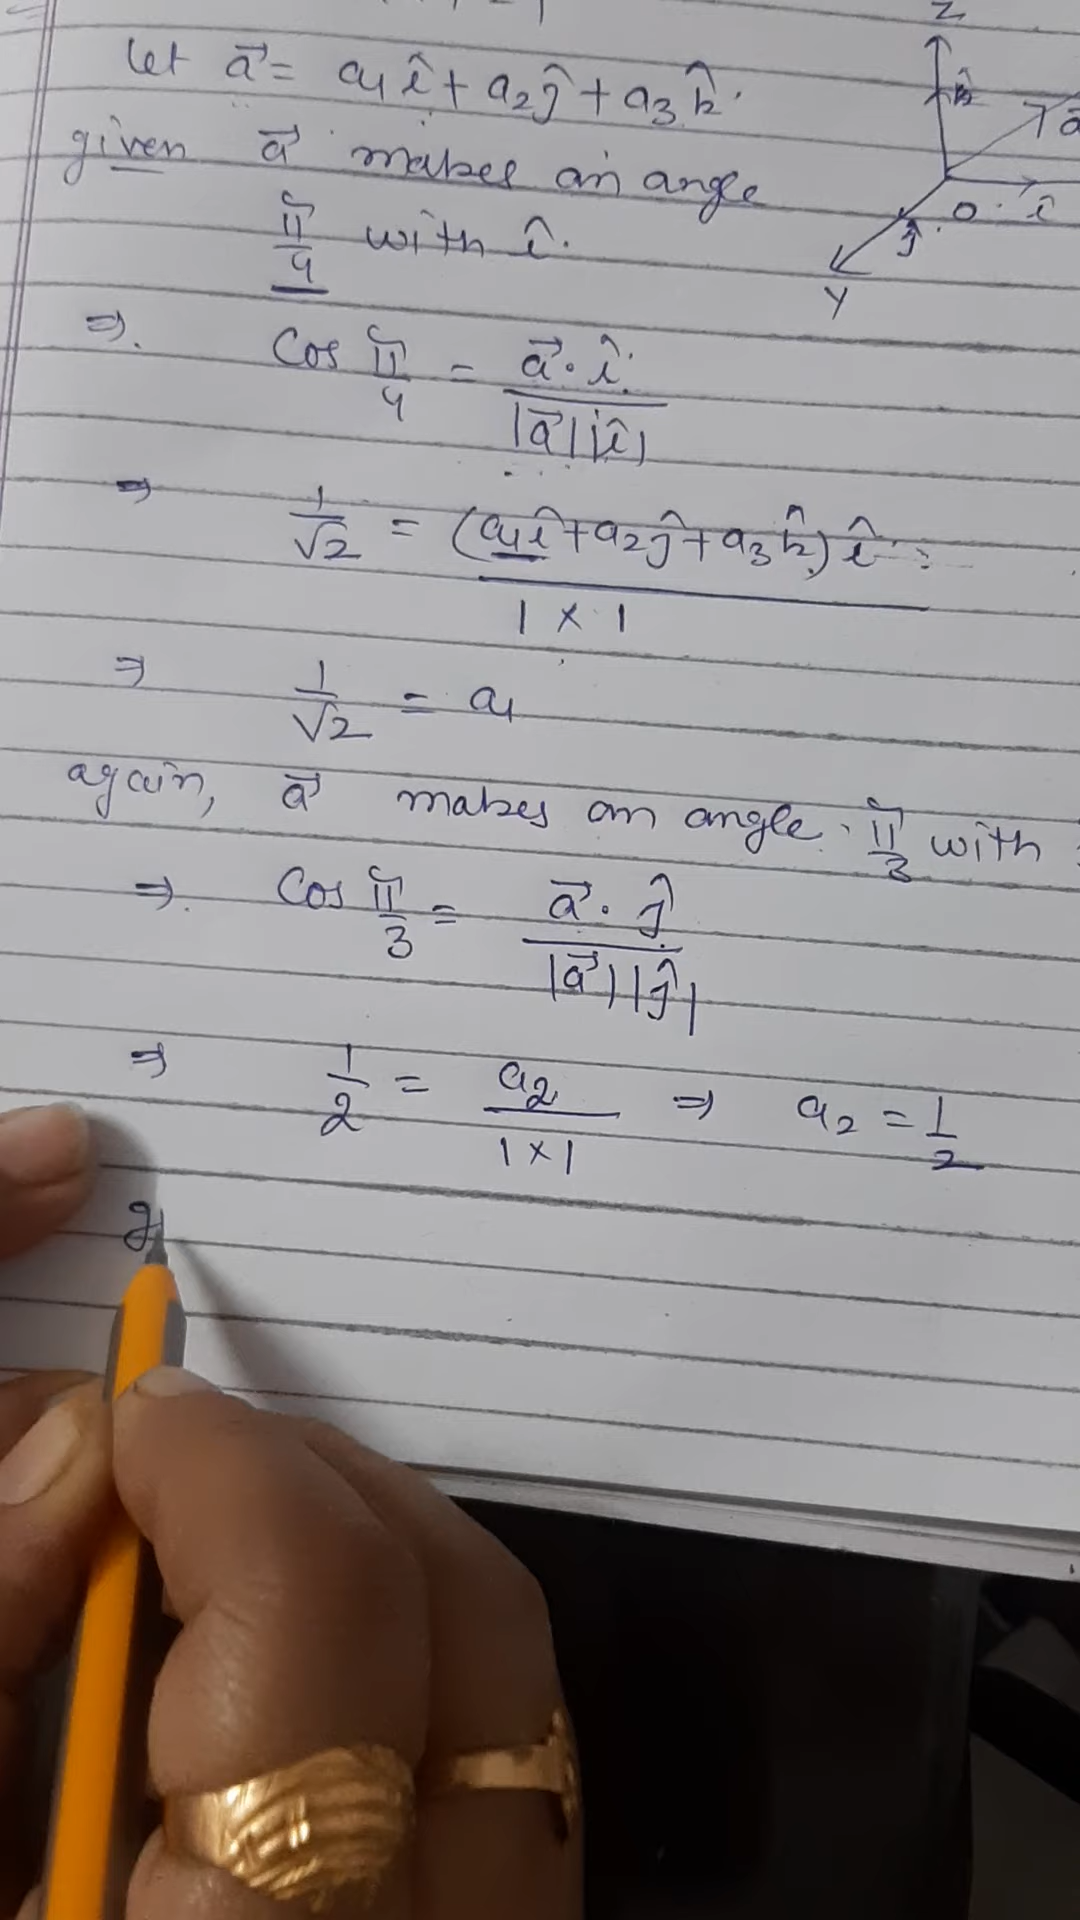 let a⃗ = a₁î + a₂ĵ + a₃k̂.
given a⃗ makes an angle
π/4 with î.
⇒. Cos π/4 = a⃗ · î / |a⃗||î|
⇒ 1/√2 = (a₁î + a₂ĵ + a₃k̂) î / 1 × 1
⇒ 1/√2 = a₁
again, a⃗ makes an angle π/3 with
⇒. Cos π/3 = a⃗ · ĵ / |a⃗||ĵ|
⇒ 1/2 = a₂ / 1×1 ⇒ a₂ = 1/2
Z
k̂
a⃗
O
î
ĵ
Y